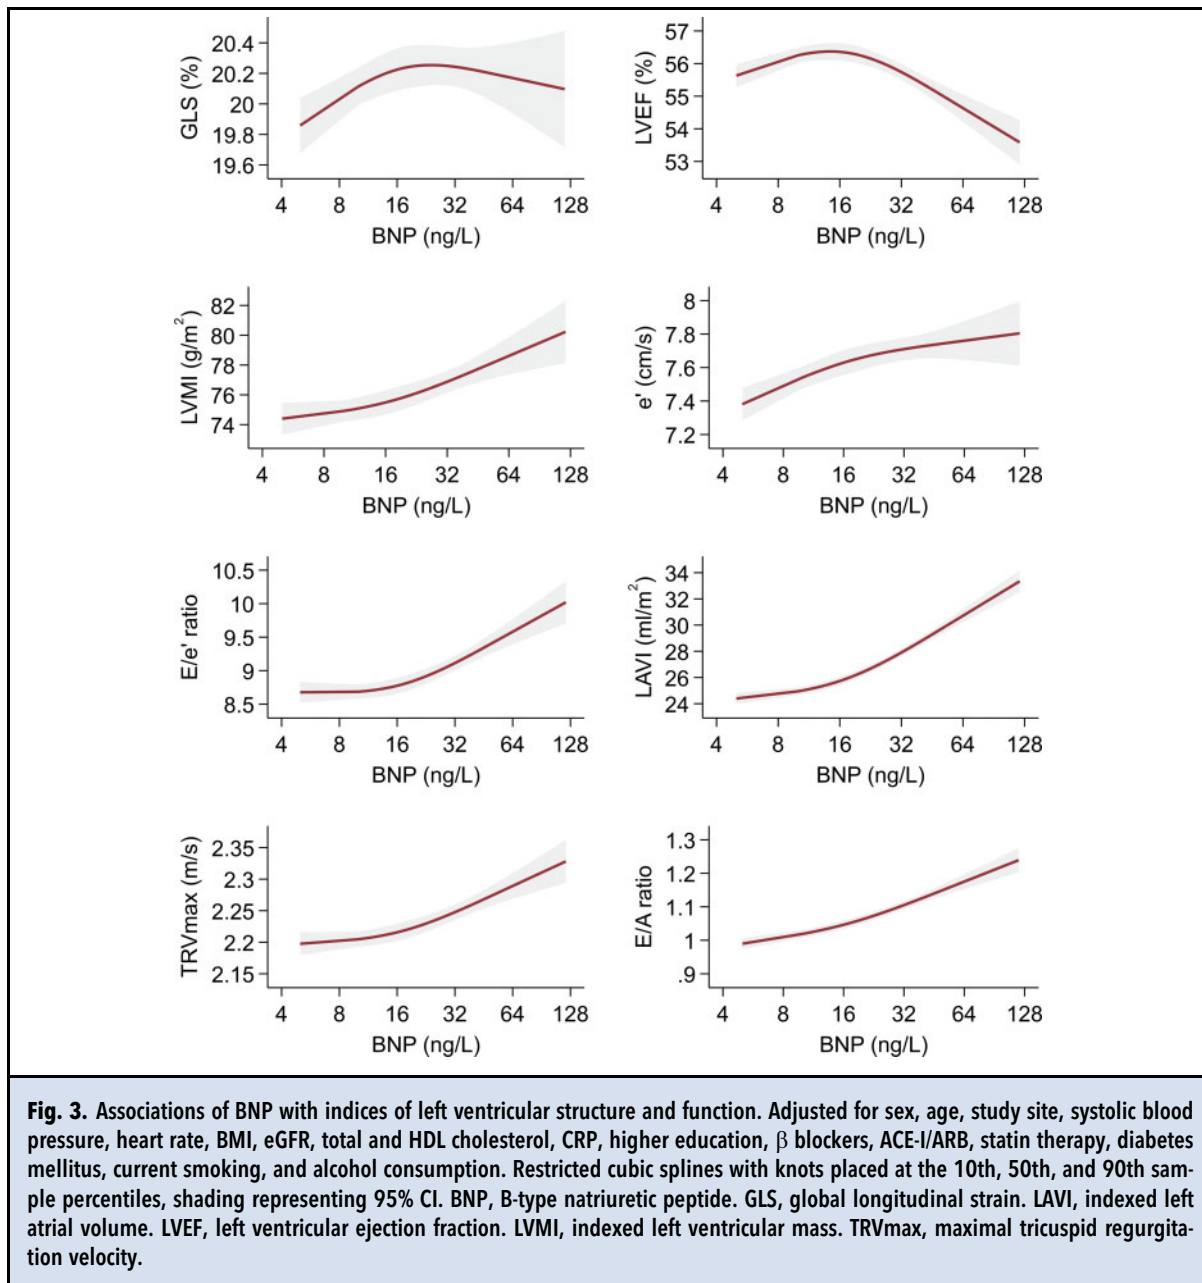 20.4
20.2
20
19.8
19.6
GLS (%)
4 8 16 32 64 128
BNP (ng/L)
57
56
55
54
53
LVEF (%)
4 8 16 32 64 128
BNP (ng/L)
82
80
78
76
74
LVMI (g/m²)
4 8 16 32 64 128
BNP (ng/L)
8
7.8
7.6
7.4
7.2
e' (cm/s)
4 8 16 32 64 128
BNP (ng/L)
10.5
10
9.5
9
8.5
E/e' ratio
4 8 16 32 64 128
BNP (ng/L)
34
32
30
28
26
24
LAVI (ml/m²)
4 8 16 32 64 128
BNP (ng/L)
2.35
2.3
2.25
2.2
2.15
TRVmax (m/s)
4 8 16 32 64 128
BNP (ng/L)
1.3
1.2
1.1
1
.9
E/A ratio
4 8 16 32 64 128
BNP (ng/L)
Fig. 3. Associations of BNP with indices of left ventricular structure and function. Adjusted for sex, age, study site, systolic blood
pressure, heart rate, BMI, eGFR, total and HDL cholesterol, CRP, higher education, β blockers, ACE-I/ARB, statin therapy, diabetes
mellitus, current smoking, and alcohol consumption. Restricted cubic splines with knots placed at the 10th, 50th, and 90th sam-
ple percentiles, shading representing 95% CI. BNP, B-type natriuretic peptide. GLS, global longitudinal strain. LAVI, indexed left
atrial volume. LVEF, left ventricular ejection fraction. LVMI, indexed left ventricular mass. TRVmax, maximal tricuspid regurgita-
tion velocity.